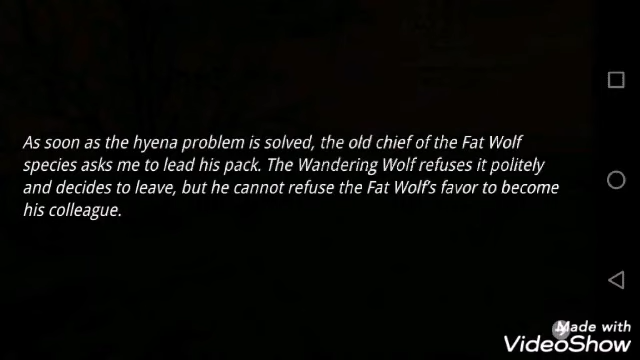 As soon as the hyena problem is solved, the old chief of the Fat Wolf
species asks me to lead his pack. The Wandering Wolf refuses it politely
and decides to leave, but he cannot refuse the Fat Wolf's favor to become
his colleague.
Made with
VideoShow